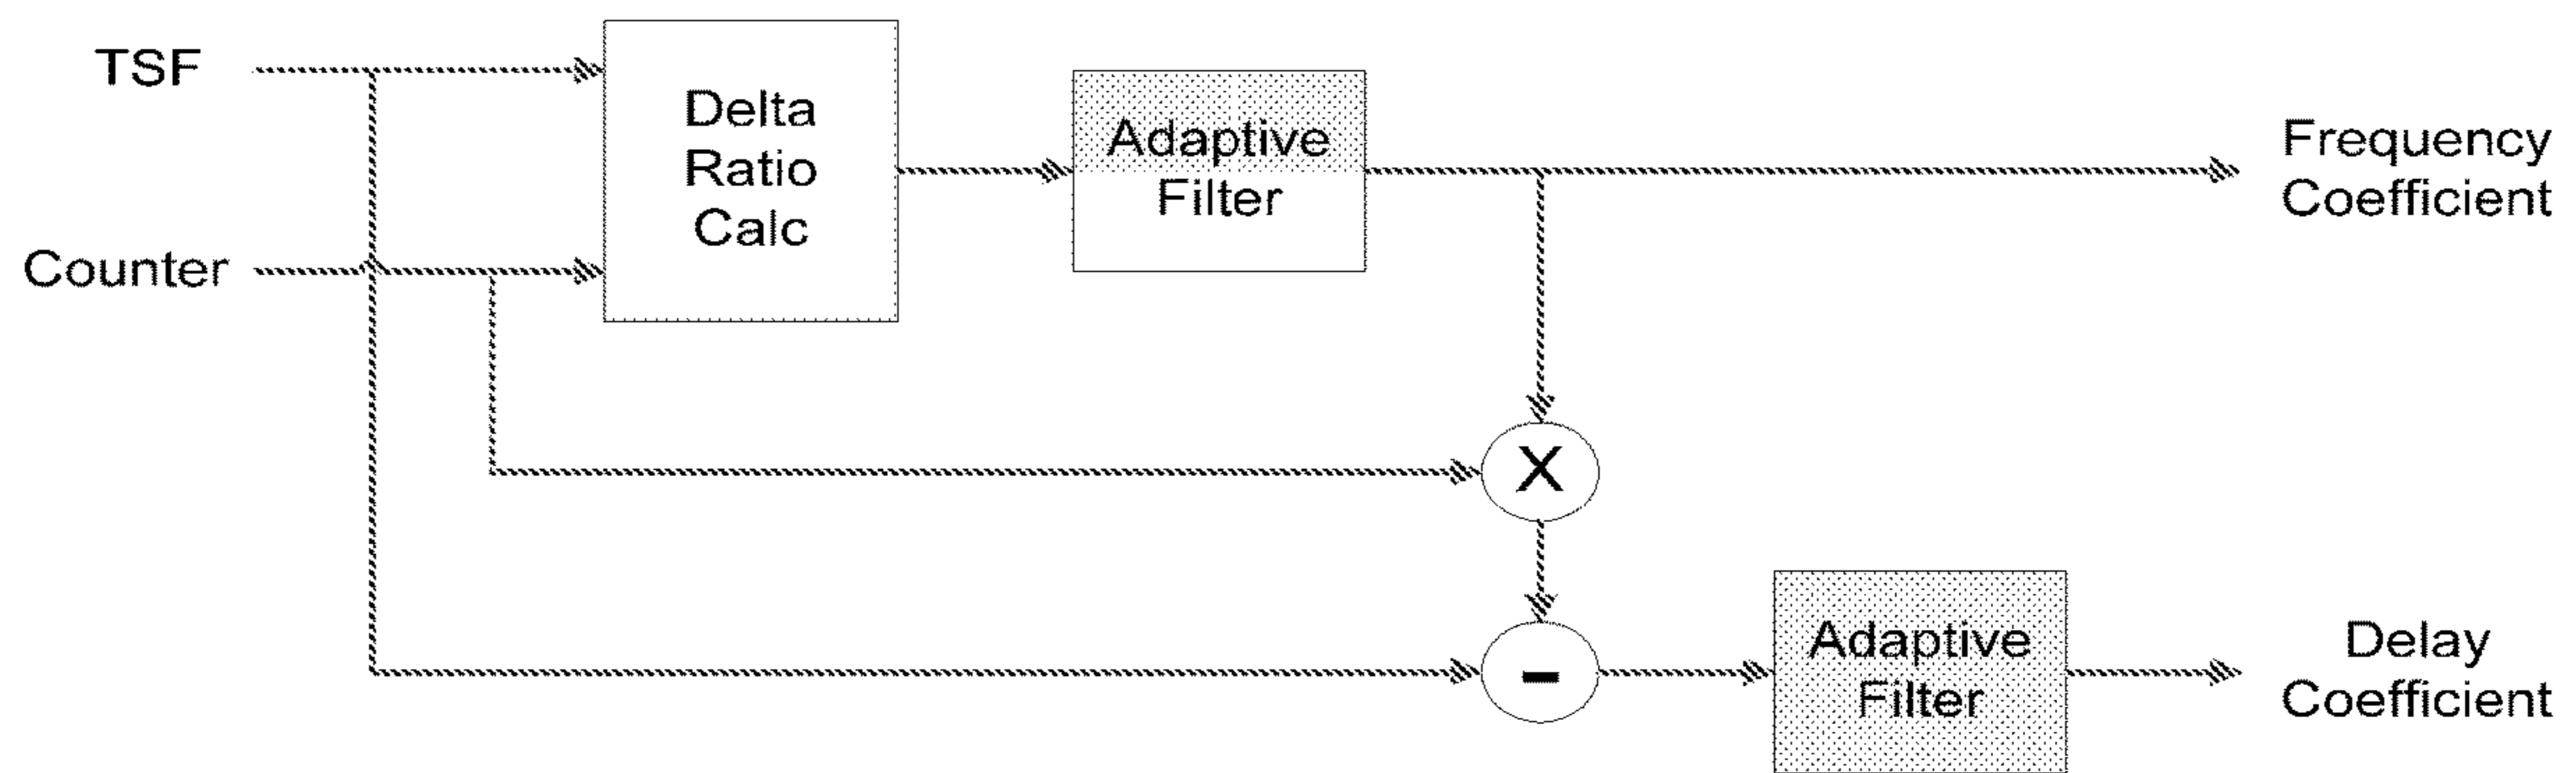 TSF
Counter
Delta
Ratio
Calc
Adaptive
Filter
Frequency
Coefficient
X
-
Adaptive
Filter
Delay
Coefficient